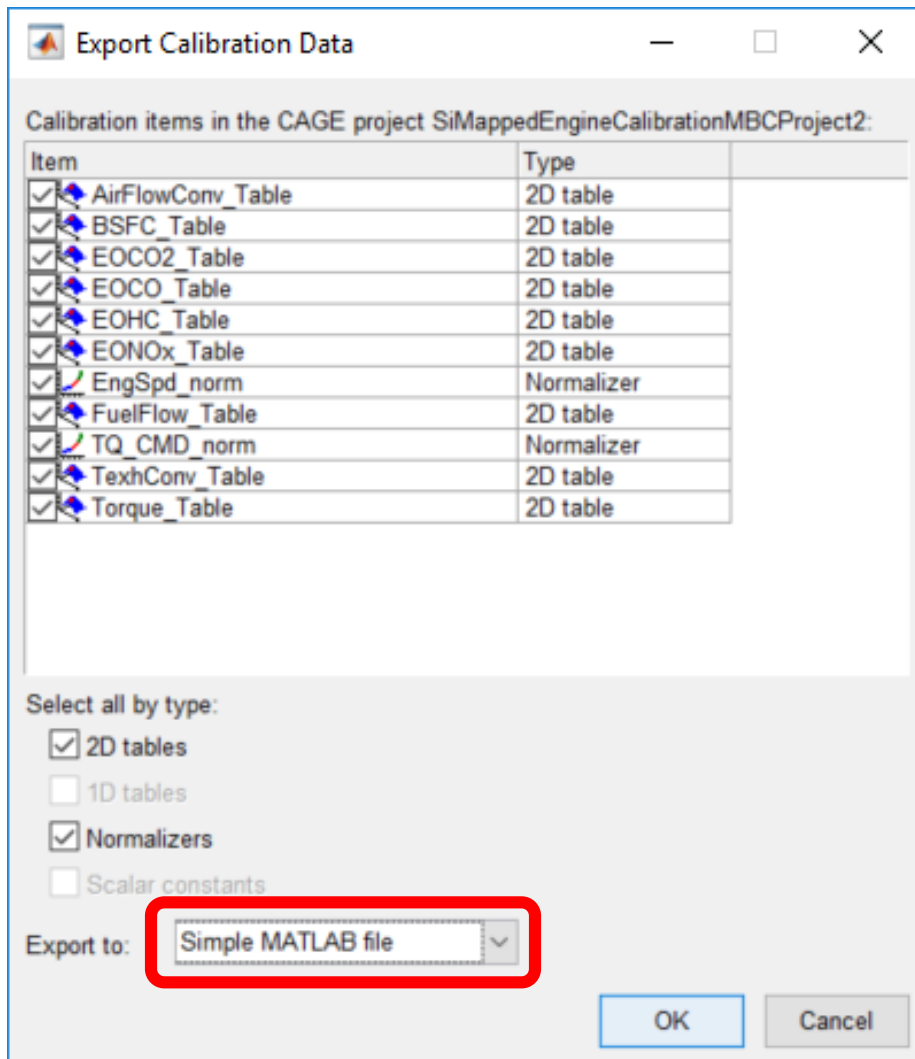 Export Calibration Data
Calibration items in the CAGE project SiMappedEngineCalibrationMBCProject2:
Item Type
AirFlowConv_Table 2D table
BSFC_Table 2D table
EOCO2_Table 2D table
EOCO_Table 2D table
EOHC_Table 2D table
EONOx_Table 2D table
EngSpd_norm Normalizer
FuelFlow_Table 2D table
TQ_CMD_norm Normalizer
TexhConv_Table 2D table
Torque_Table 2D table
Select all by type:
2D tables
1D tables
Normalizers
Scalar constants
Export to: Simple MATLAB file
OK Cancel